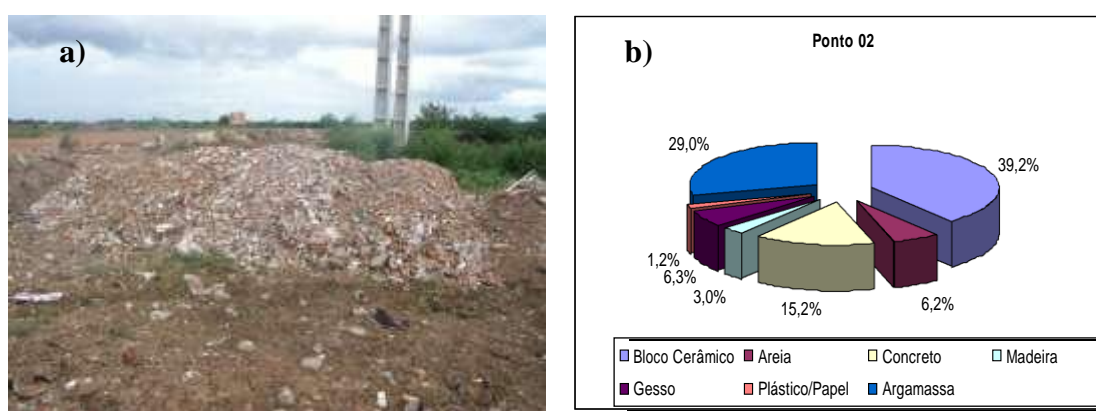 a)
b)
Ponto 02
29,0%
39,2%
1,2%
6,3%
3,0%
15,2%
6,2%
Bloco Cerâmico Areia Concreto Madeira
Gesso Plástico/Papel Argamassa